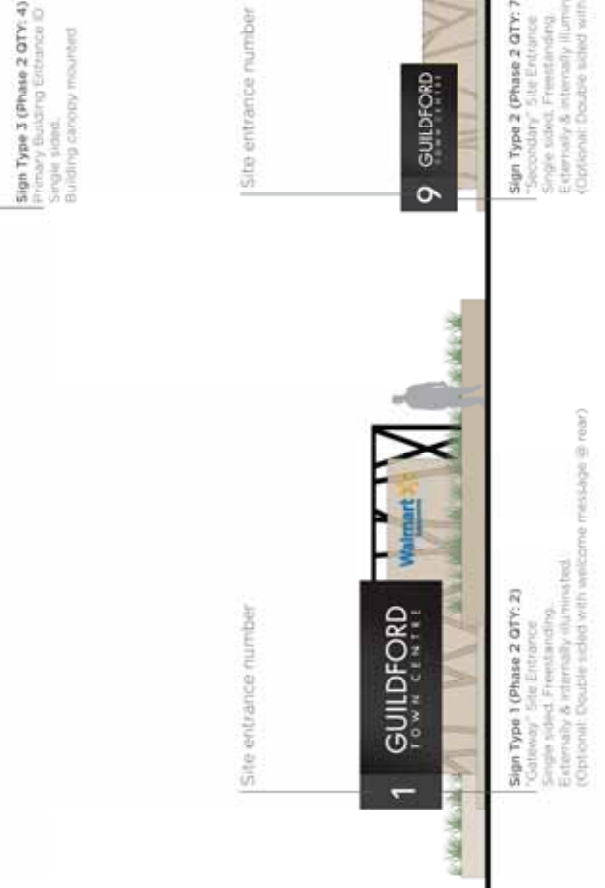 Site entrance number
1
GUILDFORD
TOWN CENTRE
Walmart
Sign Type 1 (Phase 2 QTY: 2)
"Gateway" Site Entrance
Single sided, Freestanding.
Externally & internally illuminated.
(Optional: Double sided with welcome message @ rear)
Sign Type 3 (Phase 2 QTY: 4)
Primary Building Entrance ID
Single sided.
Building canopy mounted
Site entrance number
9
GUILDFORD
TOWN CENTRE
Sign Type 2 (Phase 2 QTY: 7
"Secondary" Site Entrance
Single sided, Freestanding.
Externally & internally illumin
(Optional: Double sided with